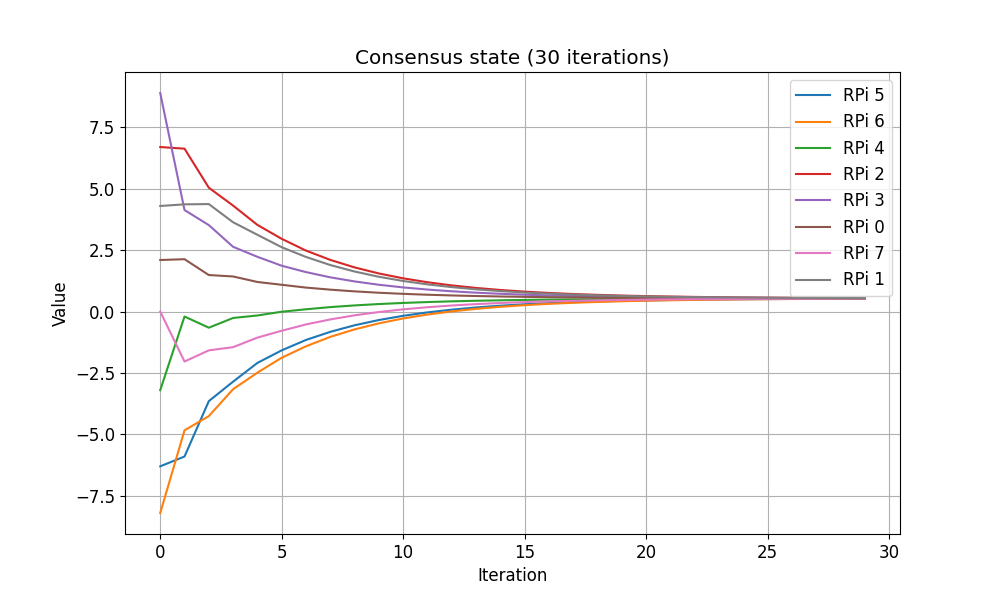 Consensus state (30 iterations)
7.5
5.0
2.5
0.0
−2.5
−5.0
−7.5
Value
0 5 10 15 20 25 30
Iteration
RPi 5
RPi 6
RPi 4
RPi 2
RPi 3
RPi 0
RPi 7
RPi 1